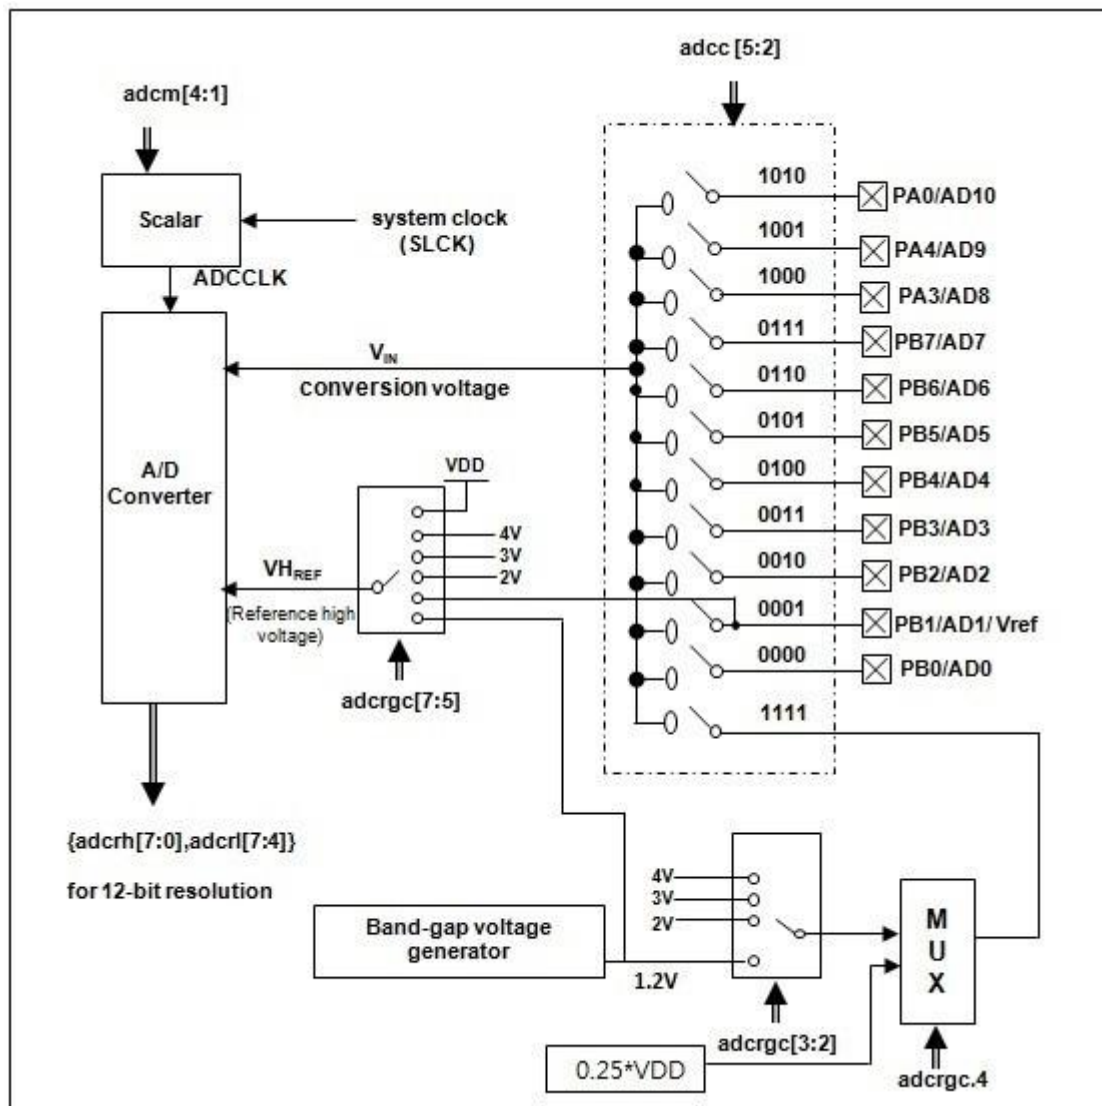 adcc [5:2]
adcm[4:1]
Scalar
system clock
(SLCK)
ADCCLK
1010
PA0/AD10
1001
PA4/AD9
1000
PA3/AD8
0111
PB7/AD7
VIN
conversion voltage
0110
PB6/AD6
0101
PB5/AD5
A/D
Converter
VDD
0100
PB4/AD4
4V
3V
2V
0011
PB3/AD3
VHREF
(Reference high
voltage)
0010
PB2/AD2
0001
PB1/AD1/ Vref
0000
PB0/AD0
adcrgc[7:5]
1111
{adcrh[7:0],adcrl[7:4]}
for 12-bit resolution
4V
3V
2V
Band-gap voltage
generator
1.2V
M
U
X
adcrgc[3:2]
0.25*VDD
adcrgc.4